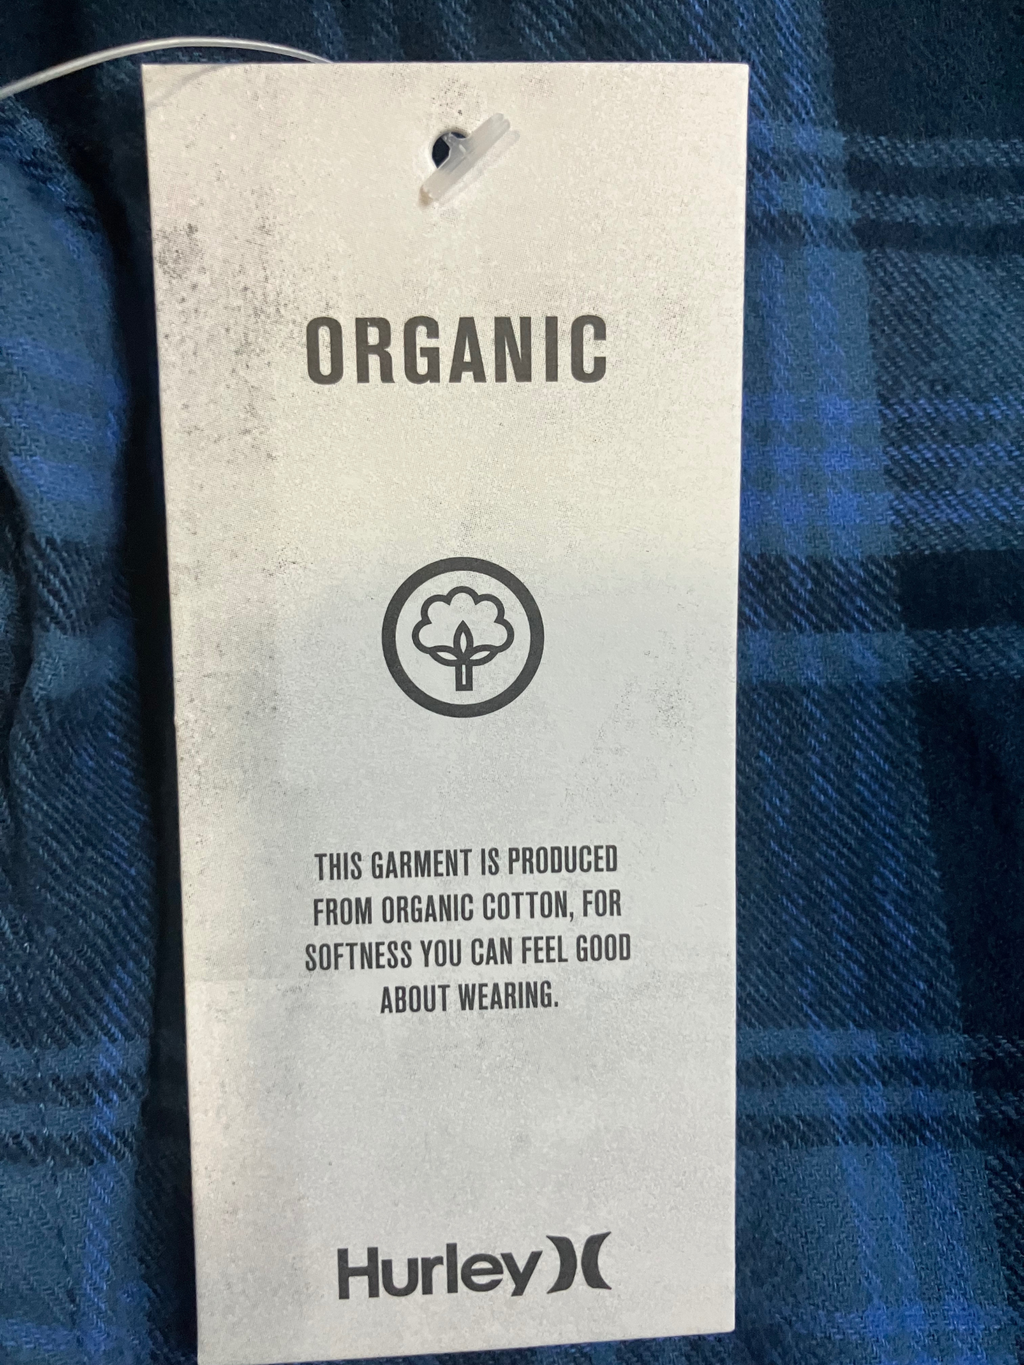 ORGANIC
THIS GARMENT IS PRODUCED
FROM ORGANIC COTTON, FOR
SOFTNESS YOU CAN FEEL GOOD
ABOUT WEARING.
Hurley